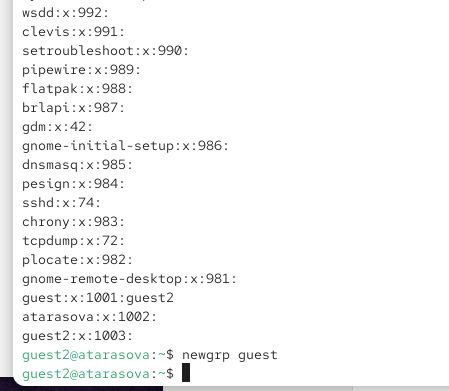 wsdd:x:992:
clevis:x:991:
setroubleshoot:x:990:
pipewire:x:989:
flatpak:x:988:
brlapi:x:987:
gdm:x:42:
gnome-initial-setup:x:986:
dnsmasq:x:985:
pesign:x:984:
sshd:x:74:
chrony:x:983:
tcpdump:x:72:
plocate:x:982:
gnome-remote-desktop:x:981:
guest:x:1001:guest2
atarasova:x:1002:
guest2:x:1003:
guest2@atarasova:~$ newgrp guest
guest2@atarasova:~$